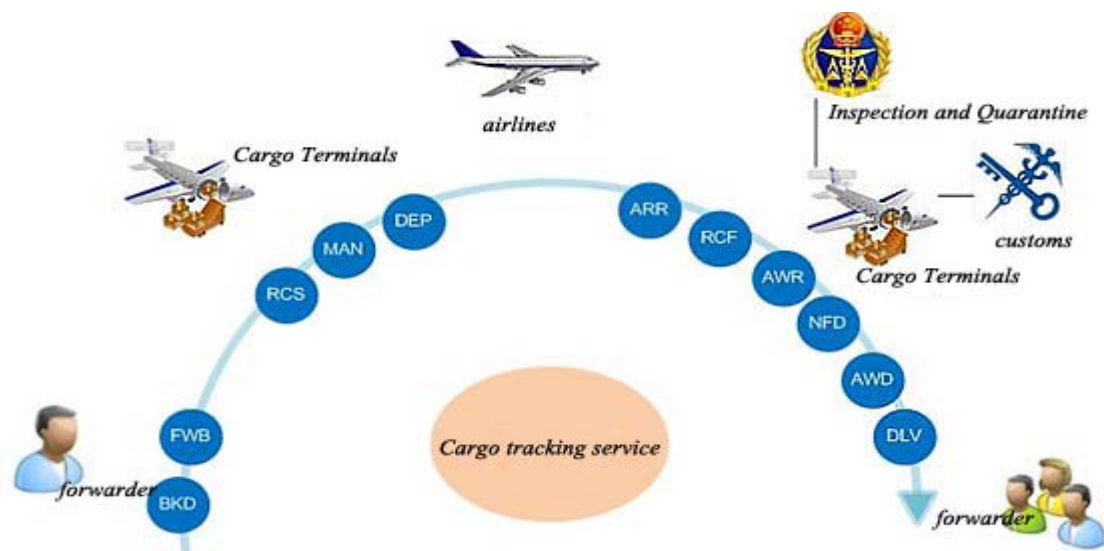 airlines
Inspection and Quarantine
Cargo Terminals
customs
Cargo Terminals
DEP
MAN
RCS
ARR
RCF
AWR
NFD
AWD
DLV
FWB
BKD
forwarder
Cargo tracking service
forwarder